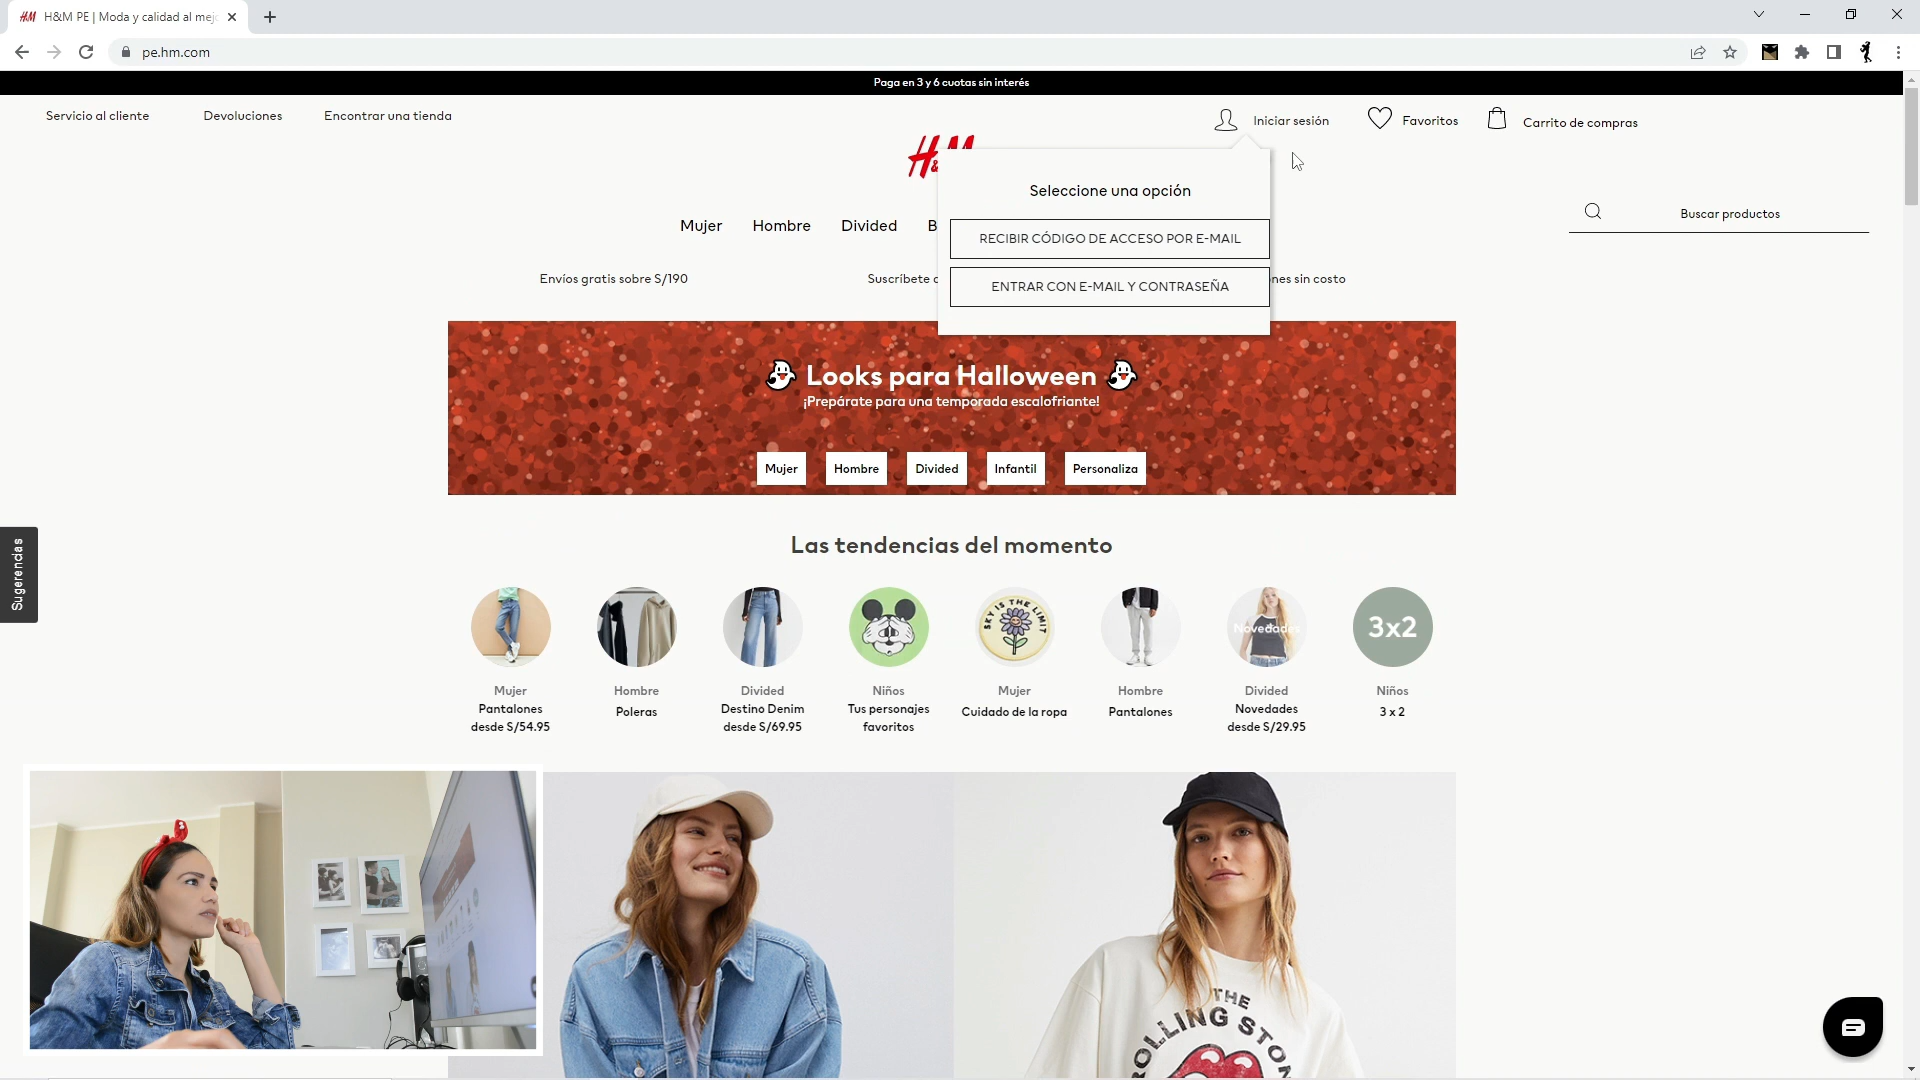 H&M PE | Moda y calidad al mej
pe.hm.com
Paga en 3 y 6 cuotas sin interés
Servicio al cliente
Devoluciones
Encontrar una tienda
Iniciar sesión
Favoritos
Carrito de compras
H&M
Seleccione una opción
RECIBIR CÓDIGO DE ACCESO POR E-MAIL
ENTRAR CON E-MAIL Y CONTRASEÑA
Buscar productos
Mujer
Hombre
Divided
B
Envíos gratis sobre S/190
Suscríbete
nes sin costo
Looks para Halloween
¡Prepárate para una temporada escalofriante!
Mujer
Hombre
Divided
Infantil
Personaliza
Sugerencias
Las tendencias del momento
SKY IS THE LIMIT
Novedades
3x2
Mujer
Pantalones
desde S/54.95
Hombre
Poleras
Divided
Destino Denim
desde S/69.95
Niños
Tus personajes
favoritos
Mujer
Cuidado de la ropa
Hombre
Pantalones
Divided
Novedades
desde S/29.95
Niños
3 x 2
THE
ROLLING STON